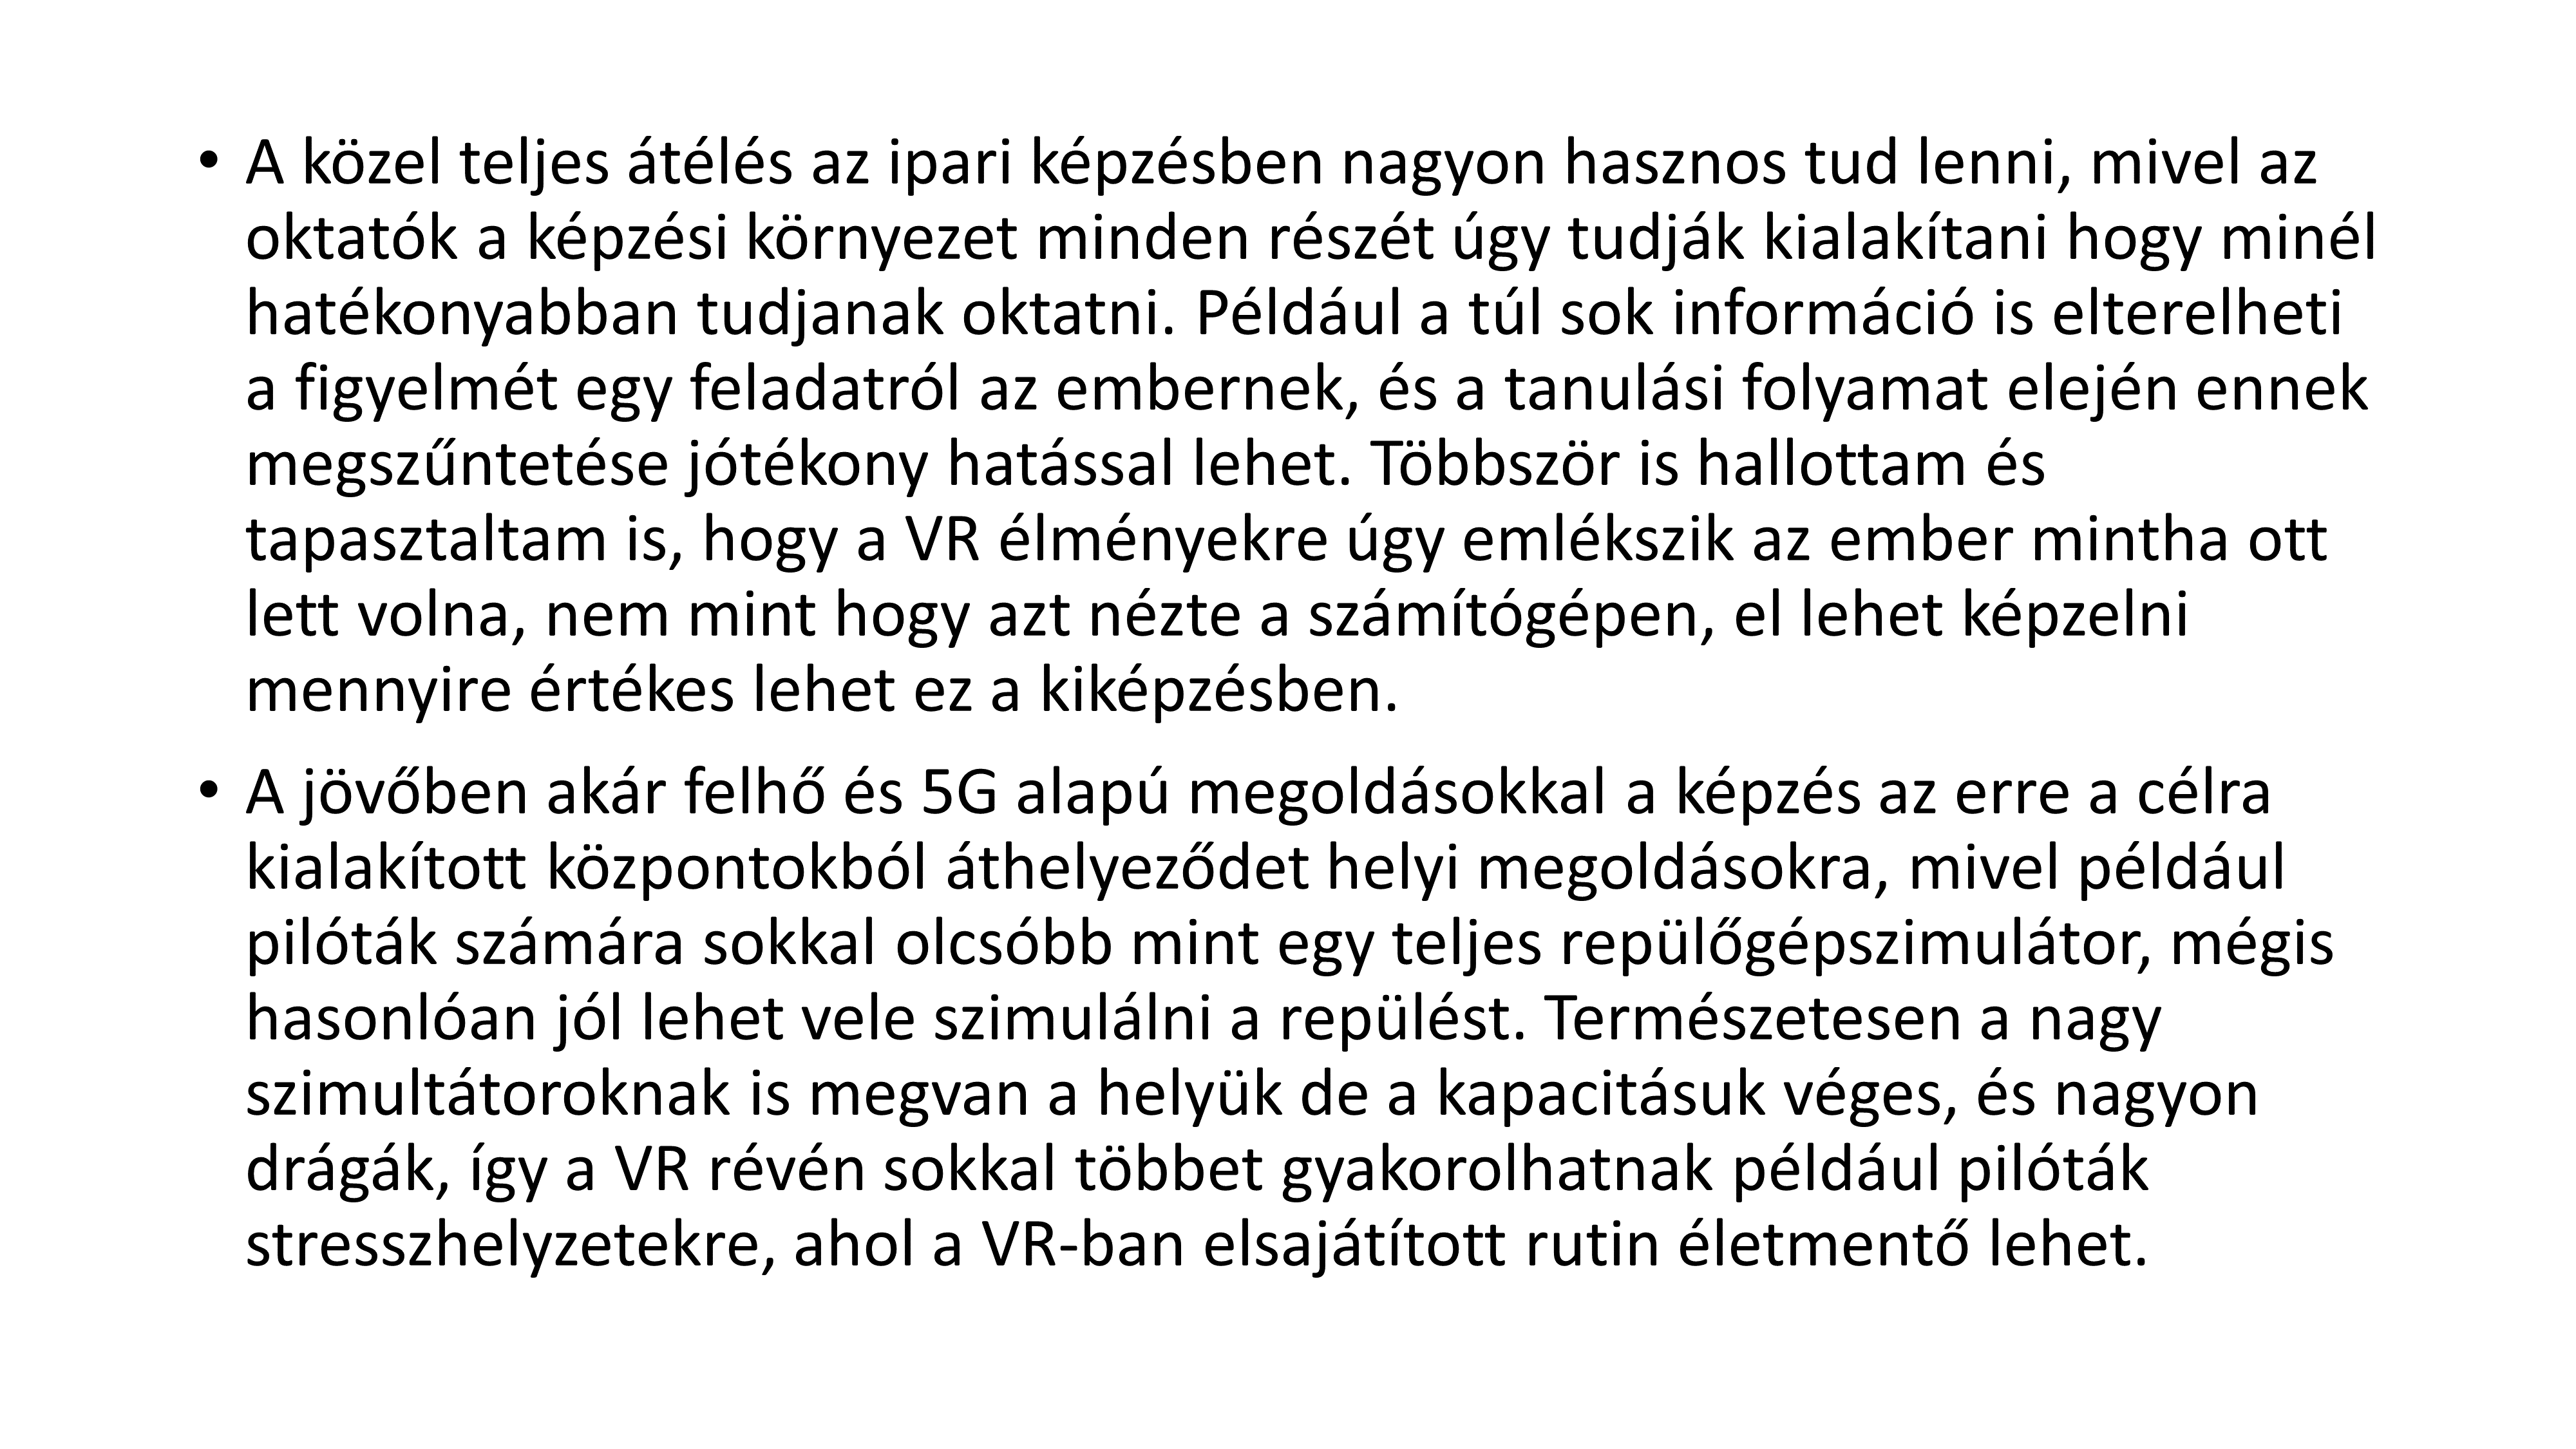 • A közel teljes átélés az ipari képzésben nagyon hasznos tud lenni, mivel az
oktatók a képzési környezet minden részét úgy tudják kialakítani hogy minél
hatékonyabban tudjanak oktatni. Például a túl sok információ is elterelheti
a figyelmét egy feladatról az embernek, és a tanulási folyamat elején ennek
megszűntetése jótékony hatással lehet. Többször is hallottam és
tapasztaltam is, hogy a VR élményekre úgy emlékszik az ember mintha ott
lett volna, nem mint hogy azt nézte a számítógépen, el lehet képzelni
mennyire értékes lehet ez a kiképzésben.
• A jövőben akár felhő és 5G alapú megoldásokkal a képzés az erre a célra
kialakított központokból áthelyeződet helyi megoldásokra, mivel például
pilóták számára sokkal olcsóbb mint egy teljes repülőgépszimulátor, mégis
hasonlóan jól lehet vele szimulálni a repülést. Természetesen a nagy
szimultátoroknak is megvan a helyük de a kapacitásuk véges, és nagyon
drágák, így a VR révén sokkal többet gyakorolhatnak például pilóták
stresszhelyzetekre, ahol a VR-ban elsajátított rutin életmentő lehet.